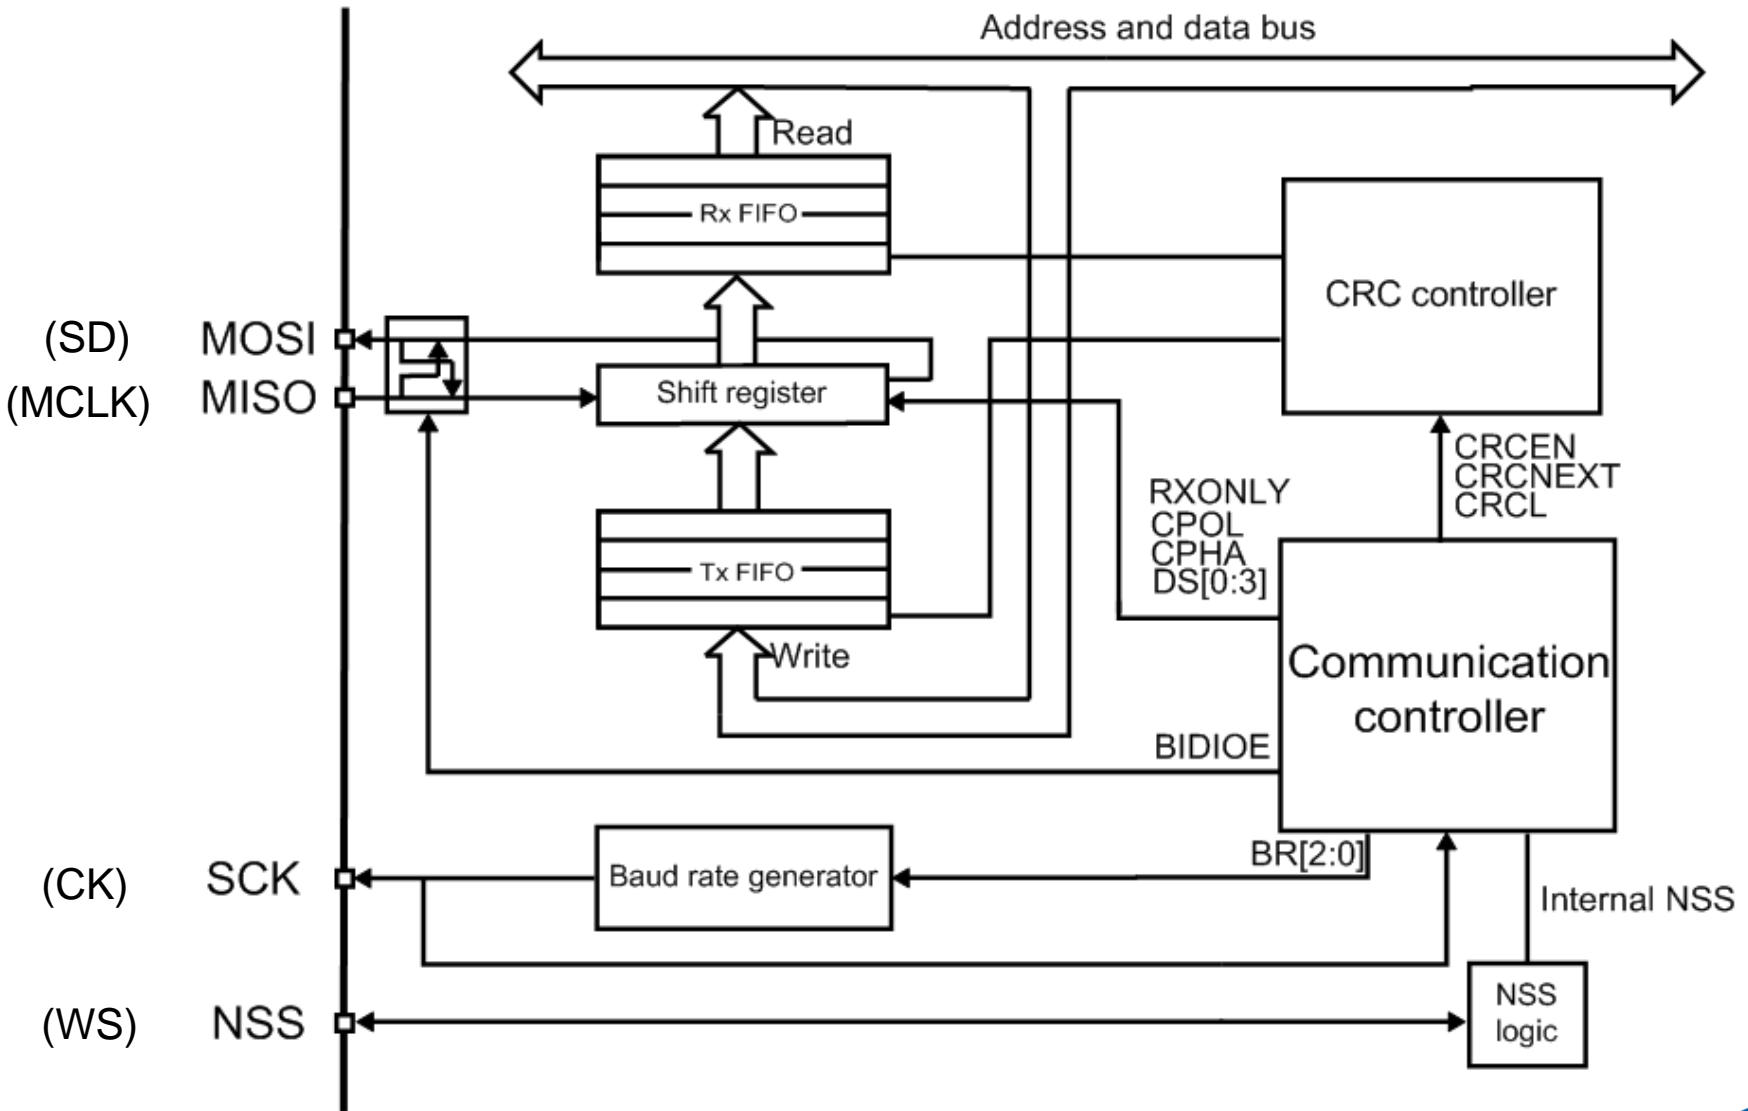 Address and data bus
Read
Rx FIFO
CRC controller
(SD) MOSI
(MCLK) MISO
Shift register
CRCEN
CRCNEXT
CRCL
RXONLY
CPOL
CPHA
DS[0:3]
Tx FIFO
Write
Communication
controller
BIDIOE
BR[2:0]
(CK) SCK
Baud rate generator
Internal NSS
(WS) NSS
NSS
logic